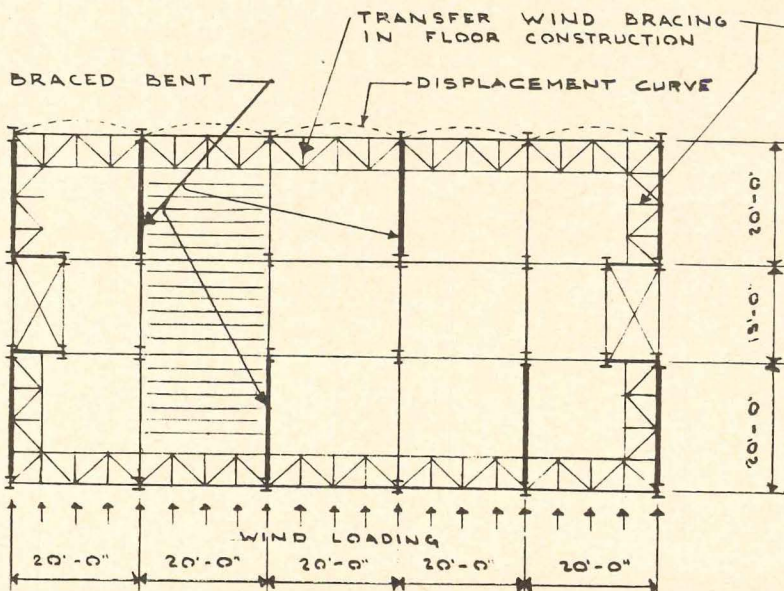 TRANSFER WIND BRACING
IN FLOOR CONSTRUCTION
BRACED BENT
DISPLACEMENT CURVE
20'-0"
15'-0"
20'-0"
WIND LOADING
20'-0" 20'-0" 20'-0" 20'-0" 20'-0"